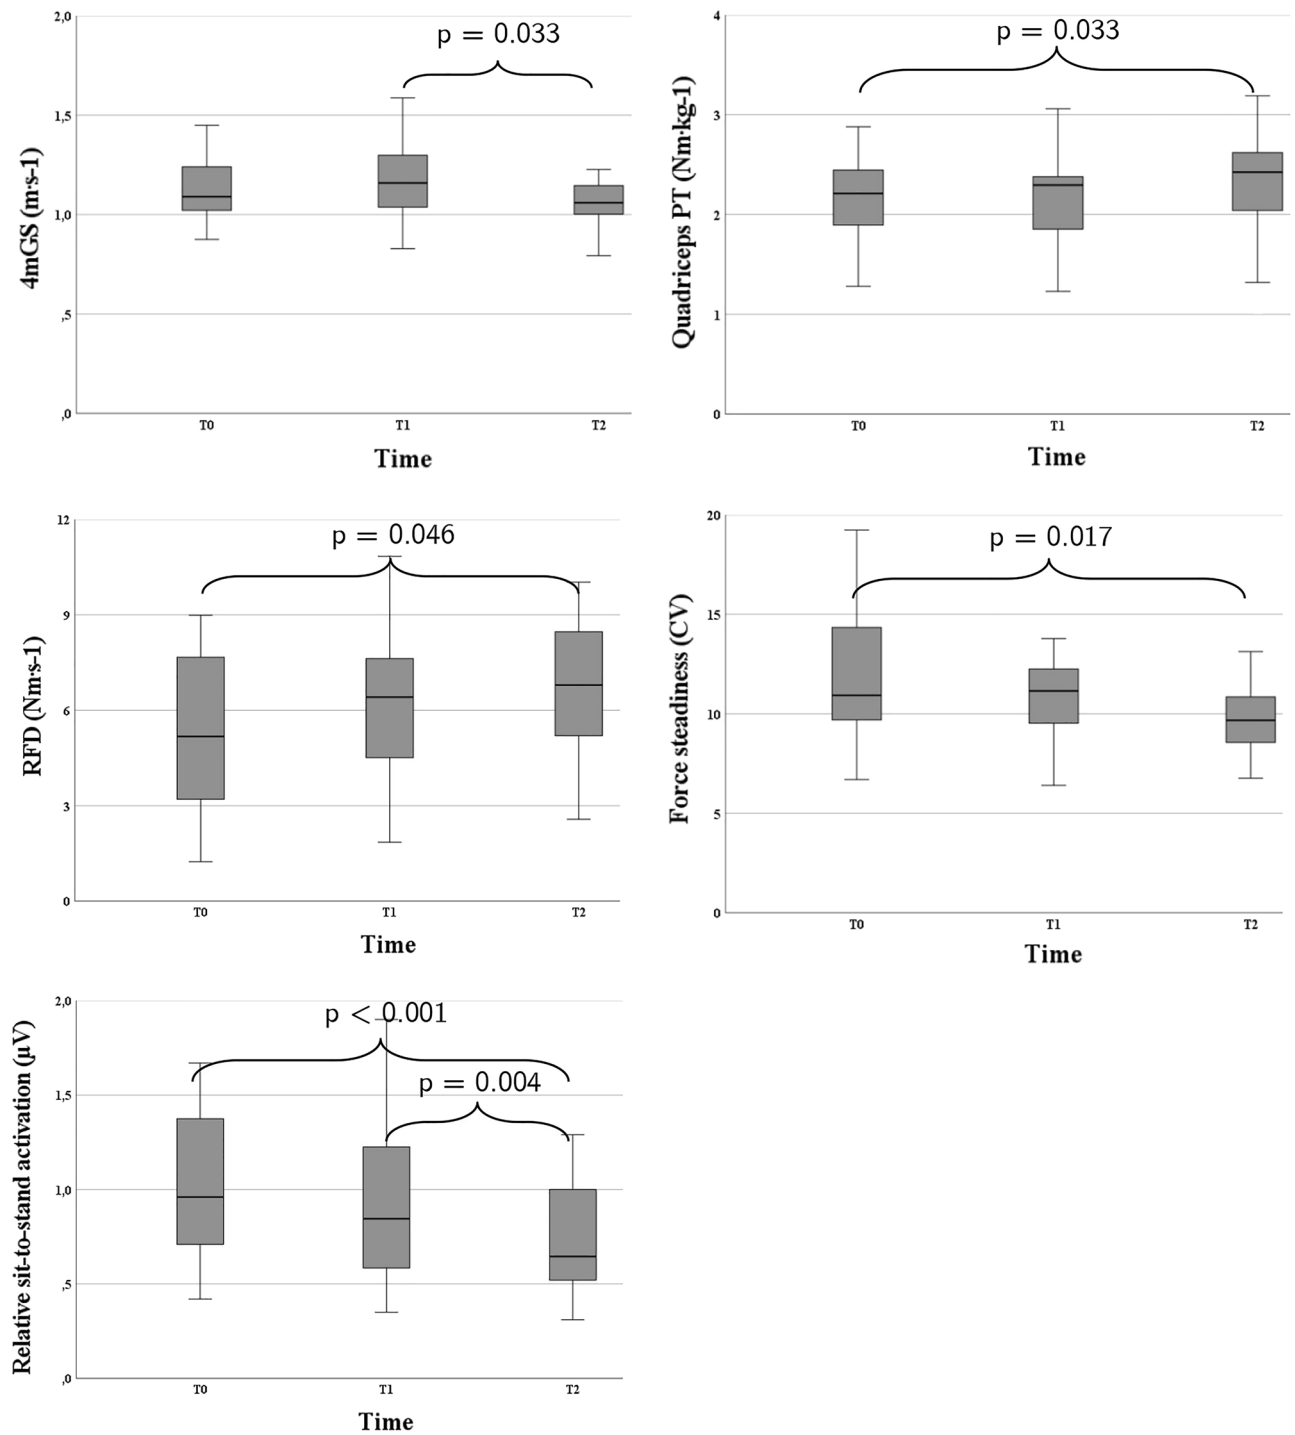 p = 0.033
2,0
1,5
1,0
,5
,0
4mGS (m·s-1)
T0
T1
T2
Time
p = 0.033
4
3
2
1
0
Quadriceps PT (Nm·kg-1)
T0
T1
T2
Time
p = 0.046
12
9
6
3
0
RFD (Nm·s-1)
T0
T1
T2
Time
p = 0.017
20
15
10
5
0
Force steadiness (CV)
T0
T1
T2
Time
p < 0.001
p = 0.004
2,0
1,5
1,0
,5
,0
Relative sit-to-stand activation (µV)
T0
T1
T2
Time